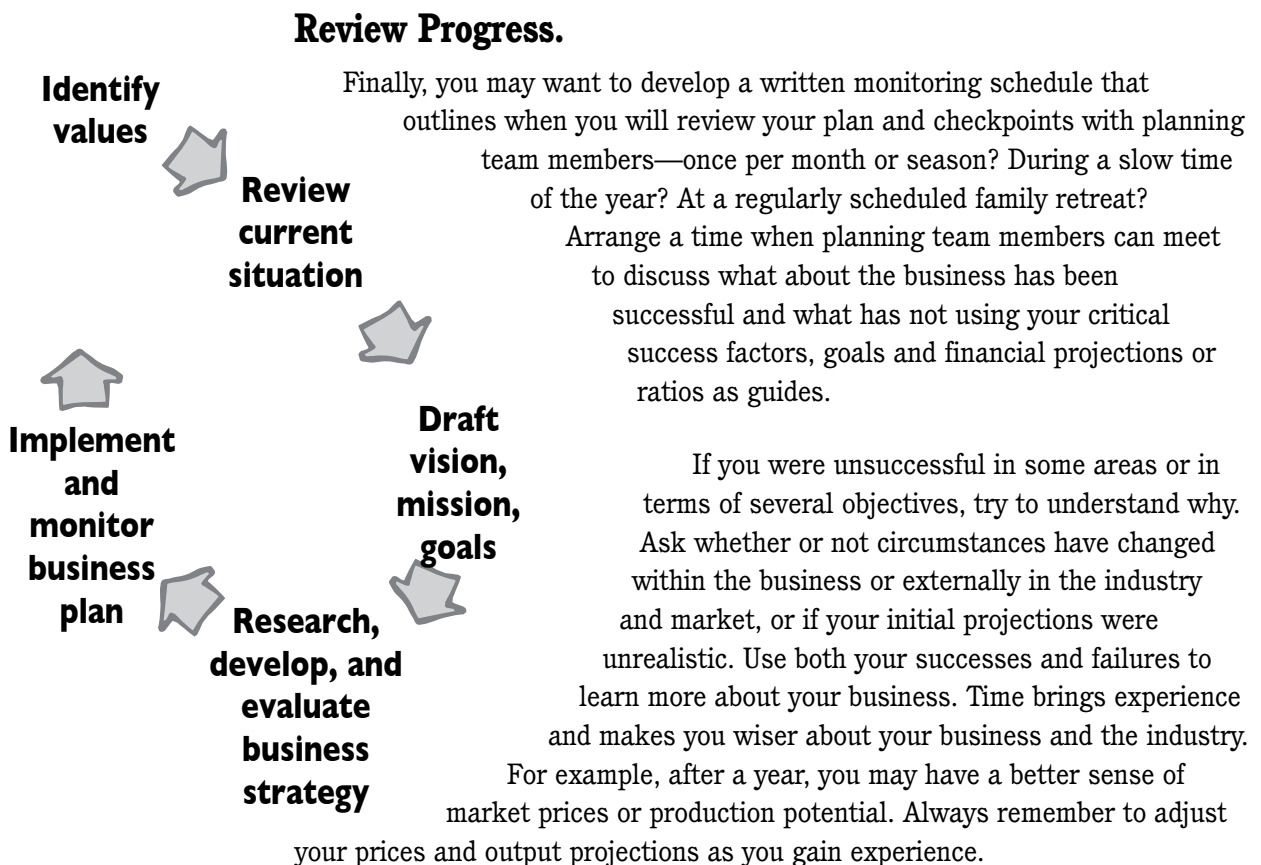 Review Progress.
Finally, you may want to develop a written monitoring schedule that
outlines when you will review your plan and checkpoints with planning
team members—once per month or season? During a slow time
of the year? At a regularly scheduled family retreat?
Arrange a time when planning team members can meet
to discuss what about the business has been
successful and what has not using your critical
success factors, goals and financial projections or
ratios as guides.
If you were unsuccessful in some areas or in
terms of several objectives, try to understand why.
Ask whether or not circumstances have changed
within the business or externally in the industry
and market, or if your initial projections were
unrealistic. Use both your successes and failures to
learn more about your business. Time brings experience
and makes you wiser about your business and the industry.
For example, after a year, you may have a better sense of
market prices or production potential. Always remember to adjust
your prices and output projections as you gain experience.
Identify
values
Review
current
situation
Draft
vision,
mission,
goals
Research,
develop, and
evaluate
business
strategy
Implement
and
monitor
business
plan